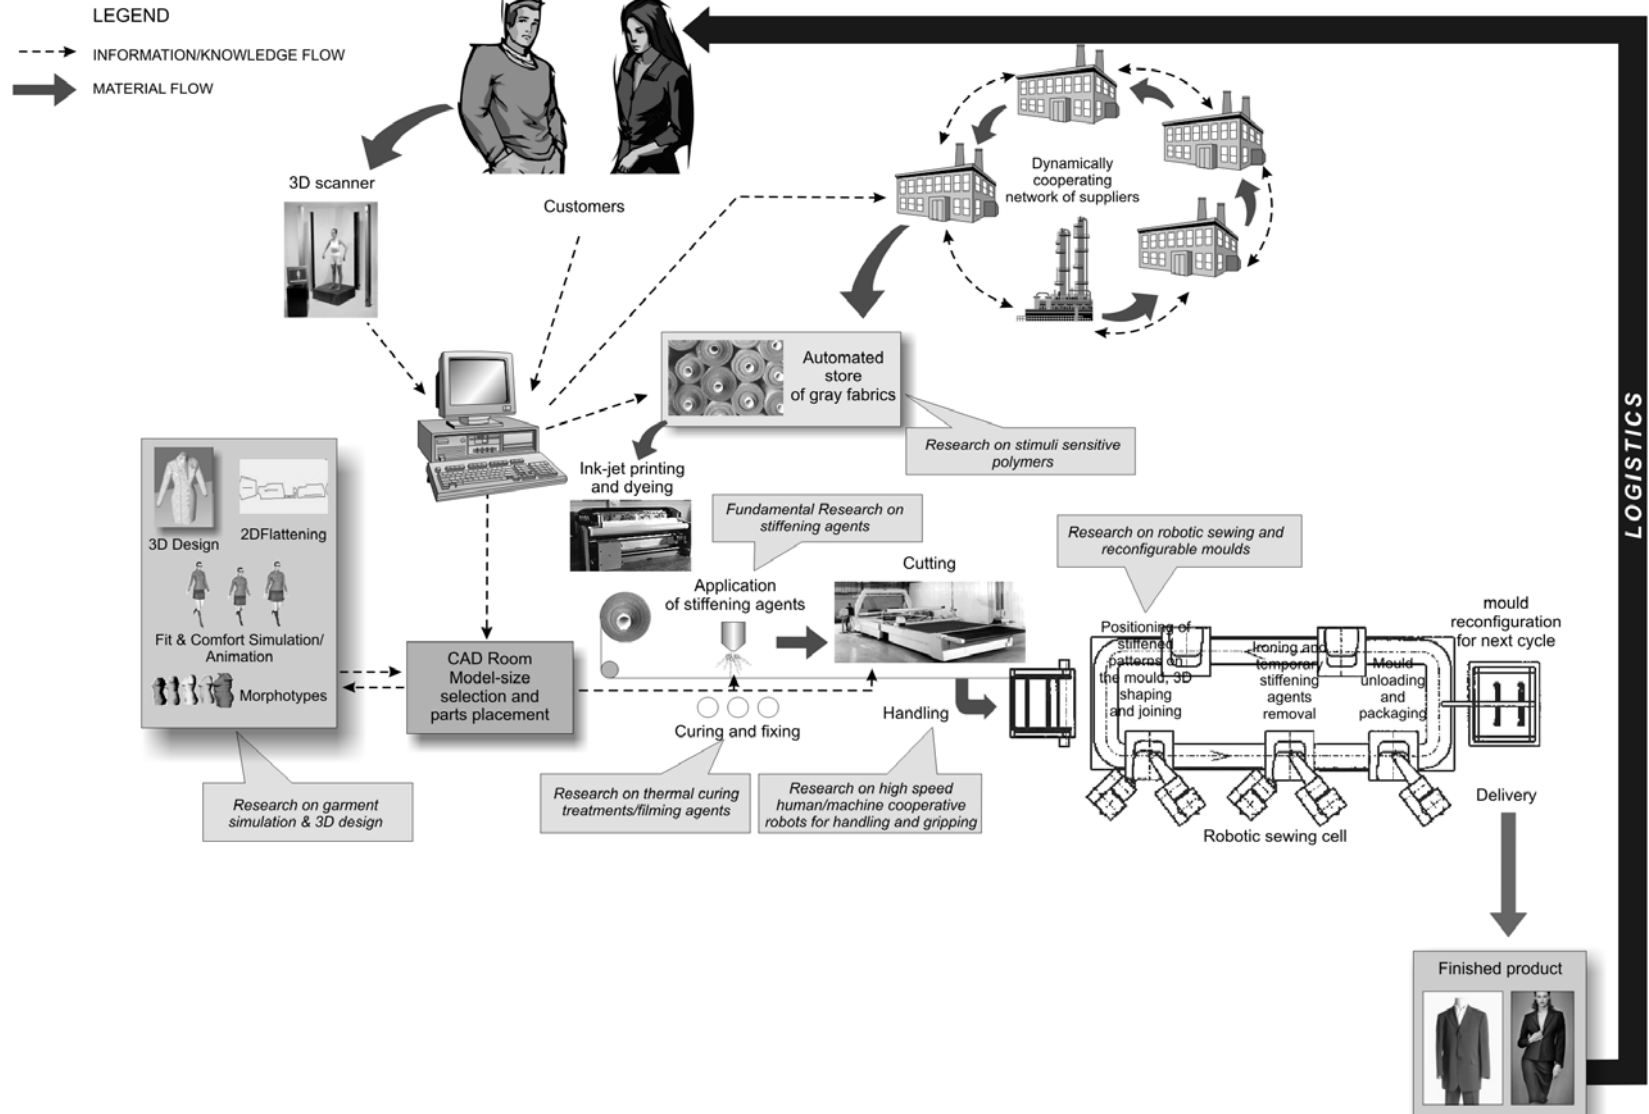 LEGEND
INFORMATION/KNOWLEDGE FLOW
MATERIAL FLOW
3D scanner
Customers
Dynamically
cooperating
network of suppliers
Automated
store
of gray fabrics
Research on stimuli sensitive
polymers
Ink-jet printing
and dyeing
Fundamental Research on
stiffening agents
3D Design
2DFlattening
Fit & Comfort Simulation/
Animation
Morphotypes
Research on garment
simulation & 3D design
CAD Room
Model-size
selection and
parts placement
Application
of stiffening agents
Cutting
Curing and fixing
Handling
Research on thermal curing
treatments/filming agents
Research on high speed
human/machine cooperative
robots for handling and gripping
Research on robotic sewing and
reconfigurable moulds
Positioning of
stiffened
patterns on
the mould, 3D
shaping
and joining
Ironing and
temporary
stiffening
agents
removal
Mould
unloading
and
packaging
mould
reconfiguration
for next cycle
Robotic sewing cell
Delivery
Finished product
LOGISTICS